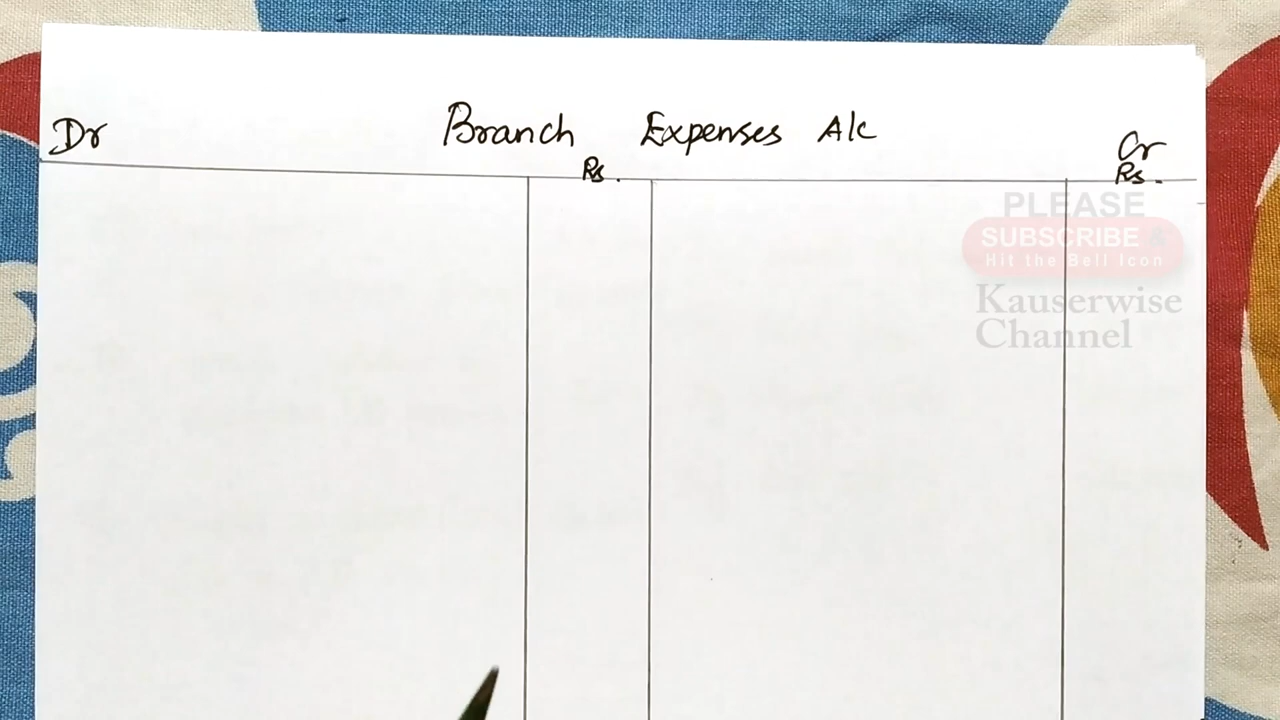 Dr Branch Expenses A/c Cr
Rs. Rs.
PLEASE
SUBSCRIBE &
Hit the Bell Icon
Kauserwise
Channel